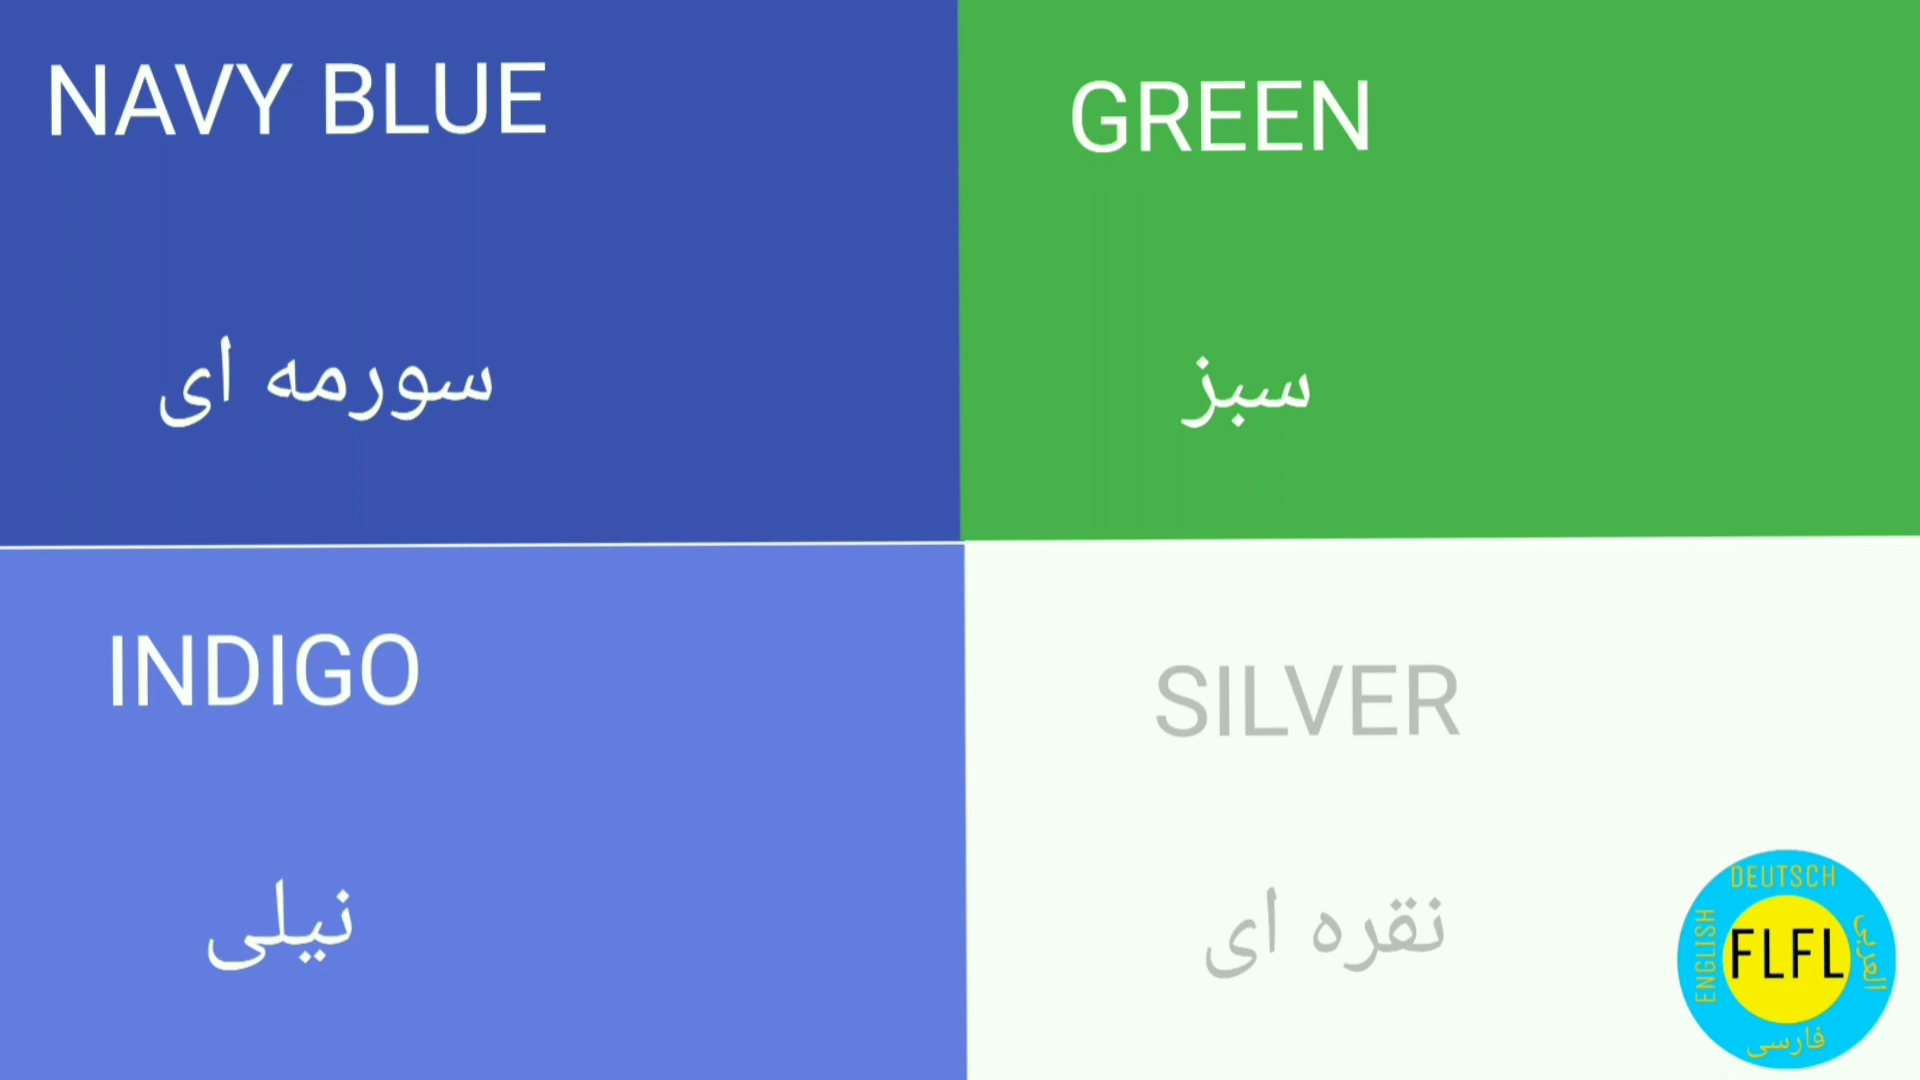 NAVY BLUE
سورمه ای
GREEN
سبز
INDIGO
نیلی
SILVER
نقره ای
DEUTSCH
ENGLISH
FLFL
العربی
فارسی